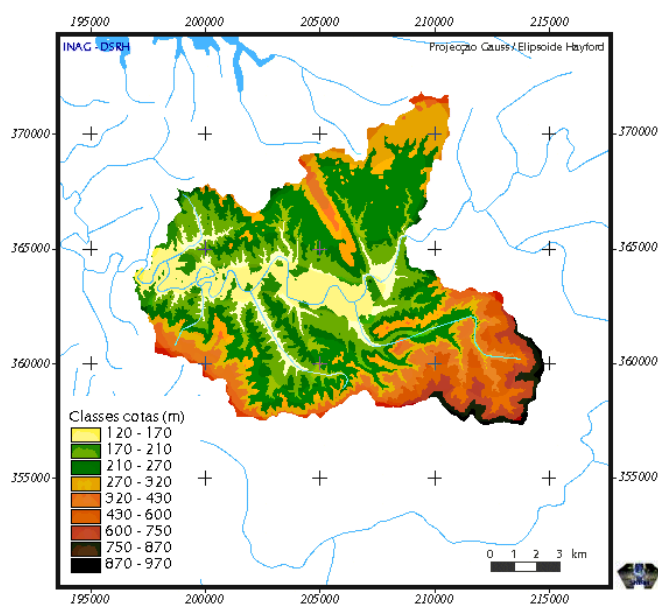 195000 200000 205000 210000 215000
INAG - DSRH
Projecção Gauss / Elipsoide Hayford
370000 370000
365000 365000
360000 360000
Classes cotas (m)
120 - 170
170 - 210
210 - 270
270 - 320
320 - 430
430 - 600
600 - 750
750 - 870
870 - 970
355000 355000
0 1 2 3 km
195000 200000 205000 210000 215000